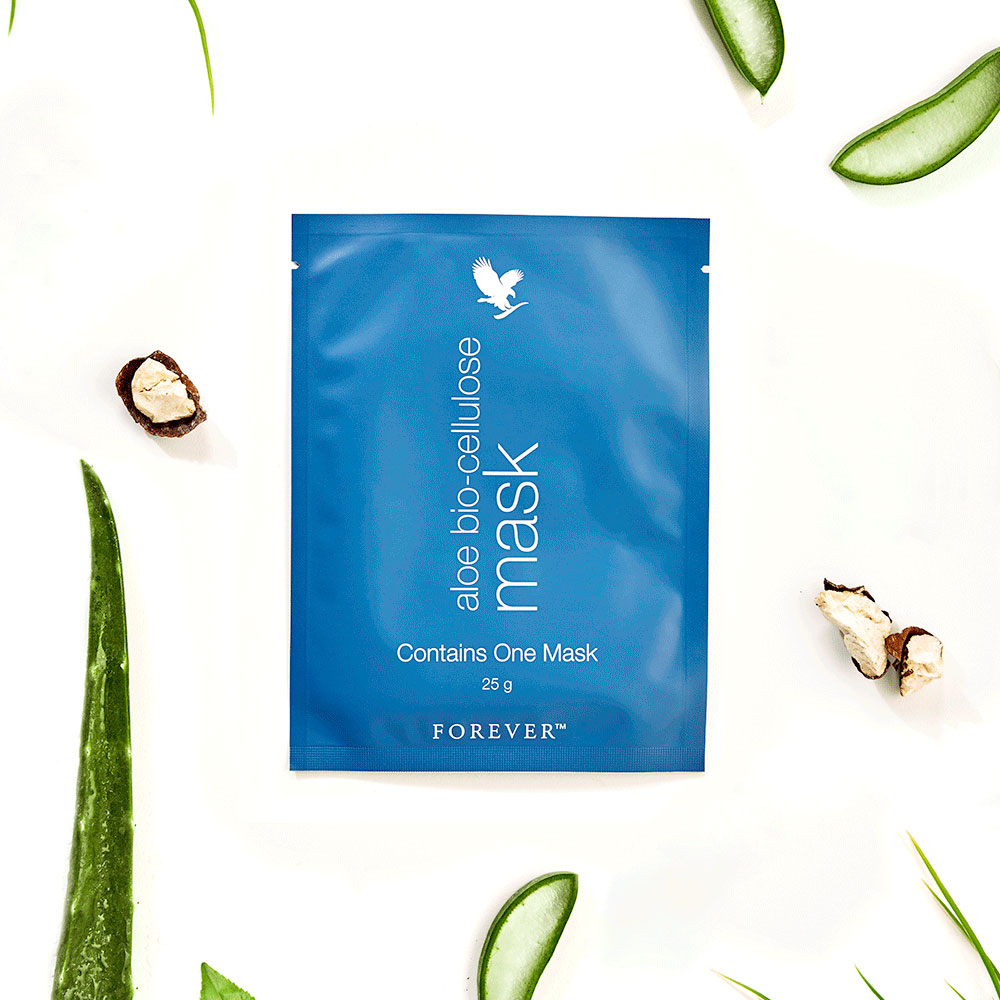 aloe bio-cellulose
mask
Contains One Mask
25 g
FOREVER™